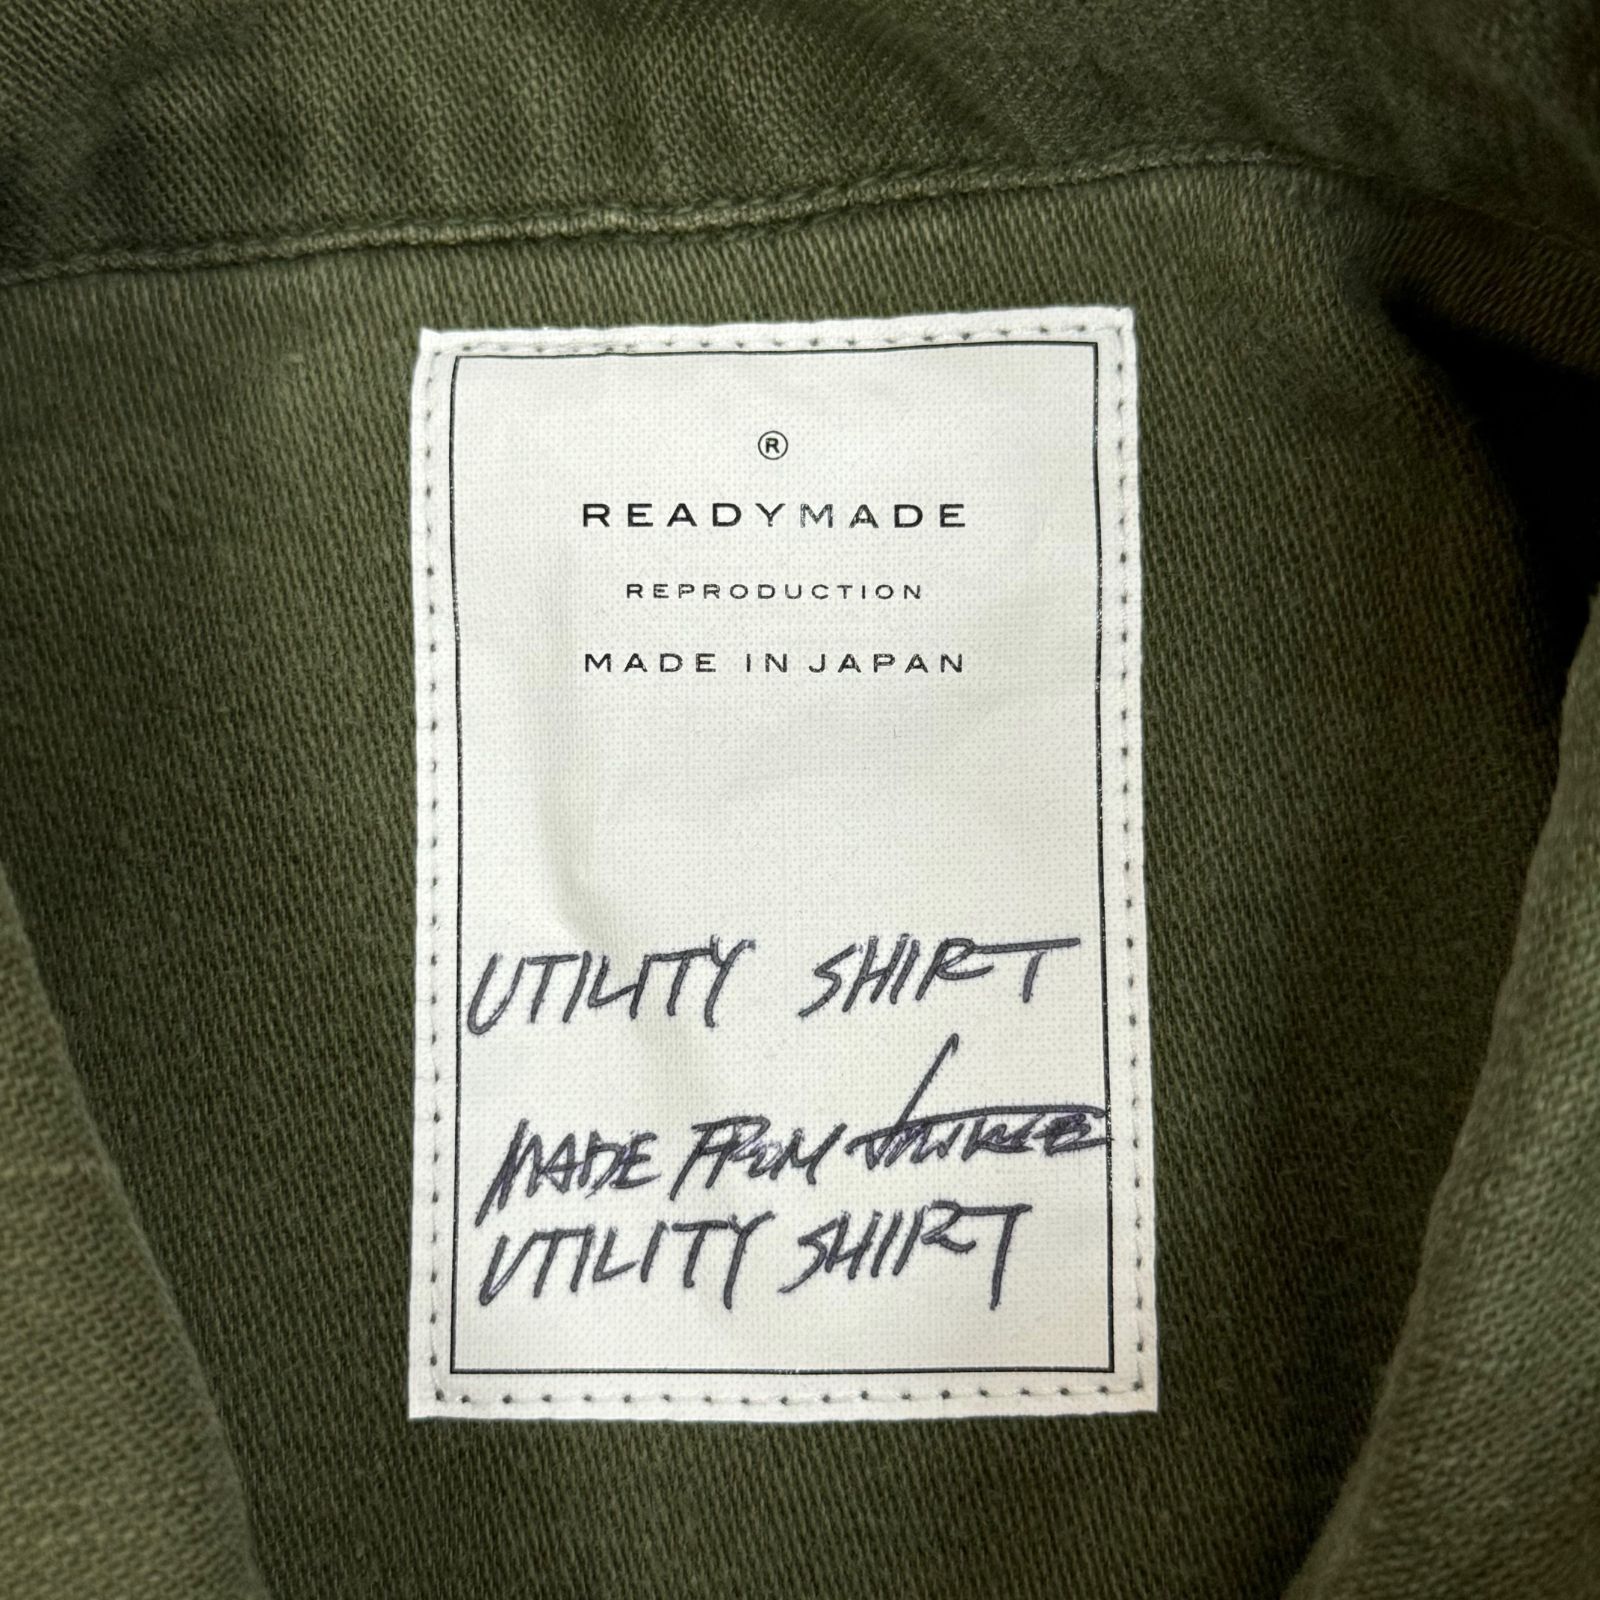 ®
READYMADE
REPRODUCTION
MADE IN JAPAN
UTILITY SHIRT
MADE FROM
UTILITY SHIRT